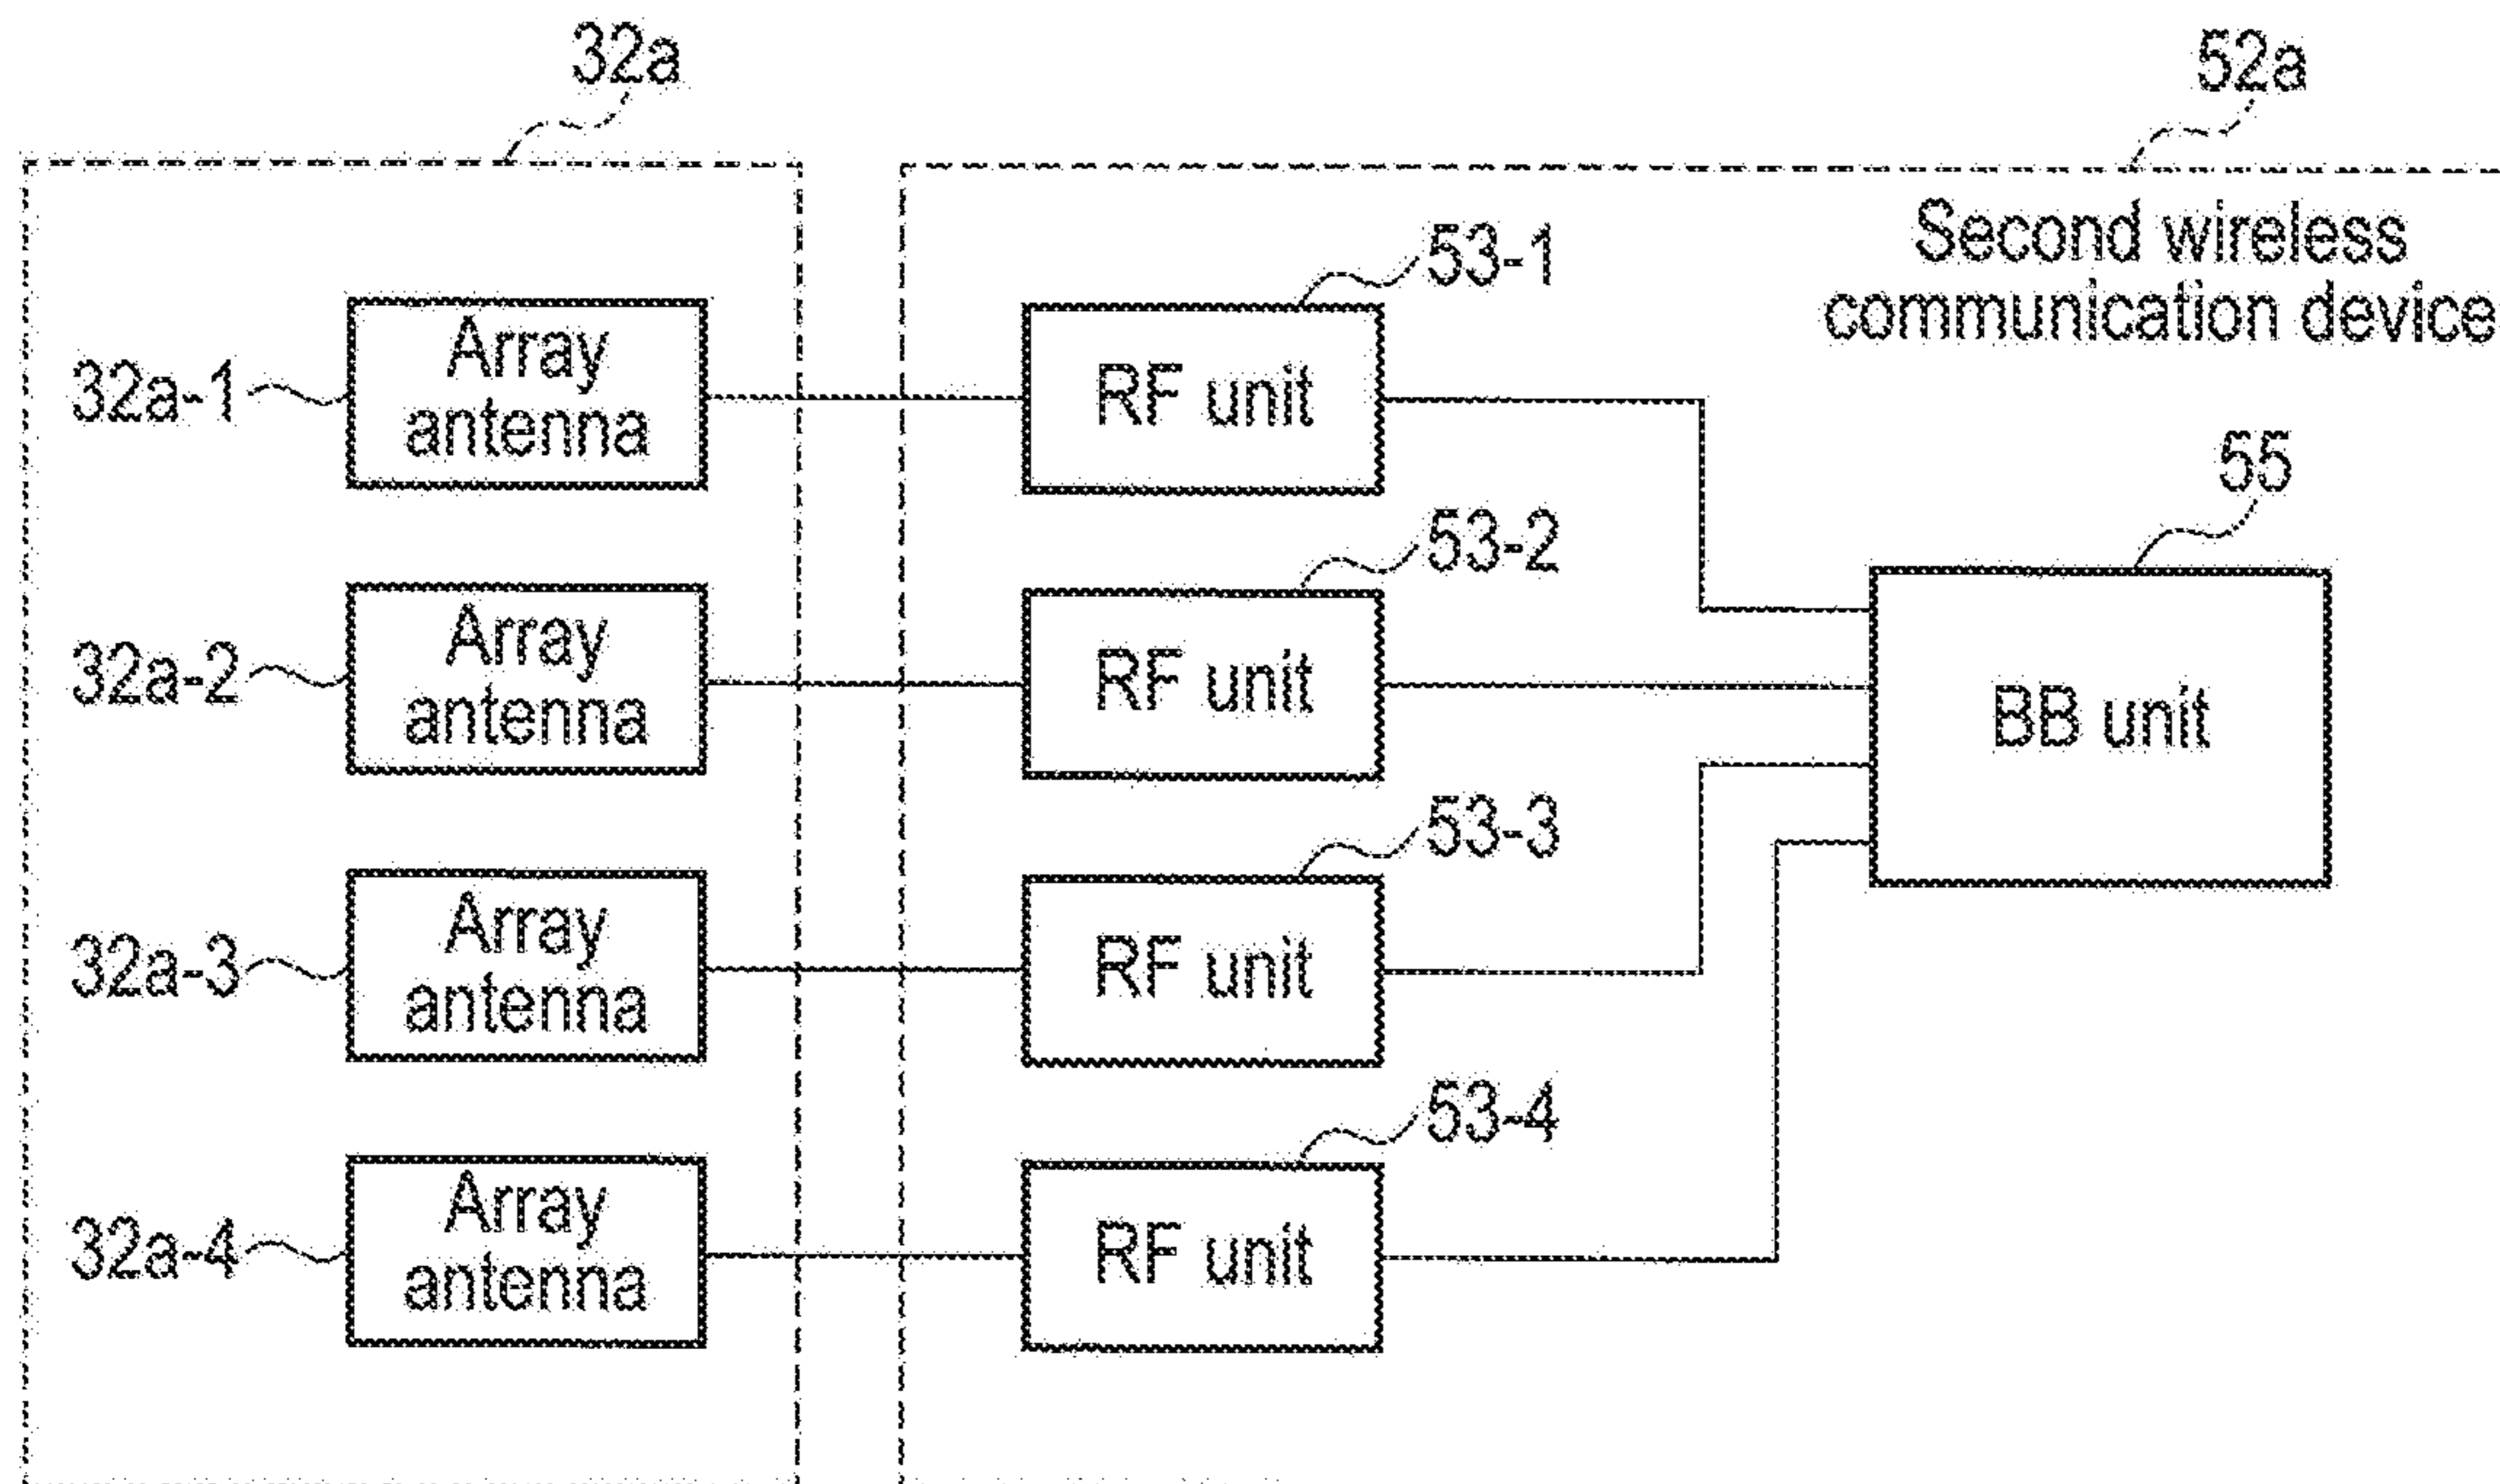 32a
52a
Second wireless
communication device
53-1
32a-1
Array
antenna
RF unit
55
53-2
32a-2
Array
antenna
RF unit
BB unit
53-3
32a-3
Array
antenna
RF unit
53-4
32a-4
Array
antenna
RF unit